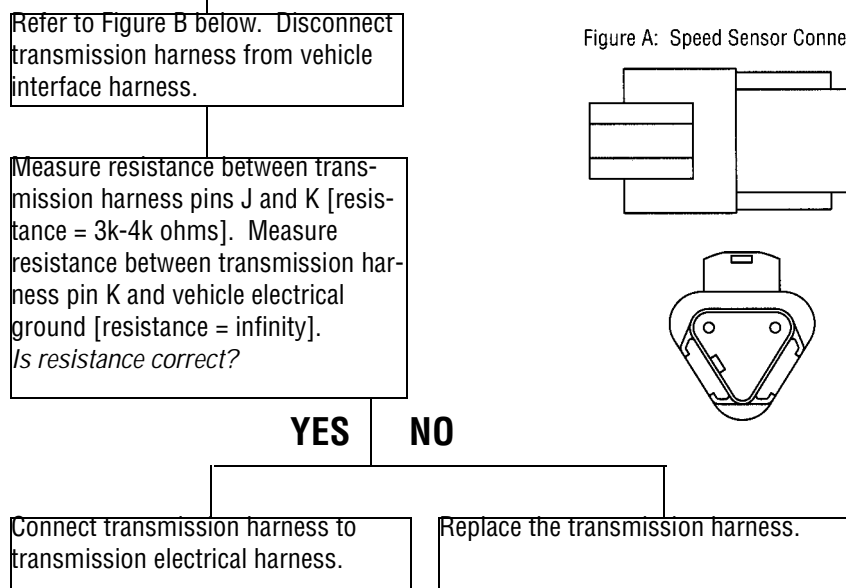 Refer to Figure B below. Disconnect
transmission harness from vehicle
interface harness.
Figure A: Speed Sensor Conne
Measure resistance between trans-
mission harness pins J and K [resis-
tance = 3k-4k ohms]. Measure
resistance between transmission har-
ness pin K and vehicle electrical
ground [resistance = infinity].
Is resistance correct?
YES NO
Connect transmission harness to
transmission electrical harness.
Replace the transmission harness.